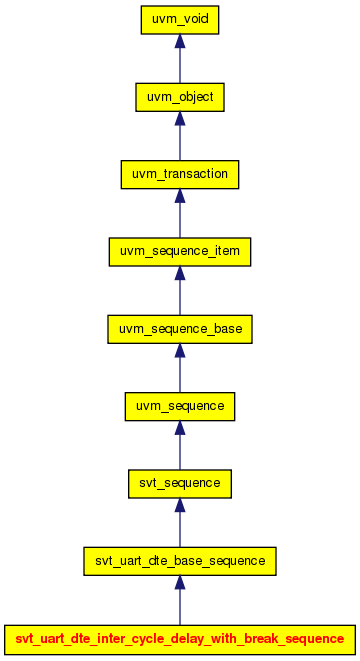 uvm_void
uvm_object
uvm_transaction
uvm_sequence_item
uvm_sequence_base
uvm_sequence
svt_sequence
svt_uart_dte_base_sequence
svt_uart_dte_inter_cycle_delay_with_break_sequence